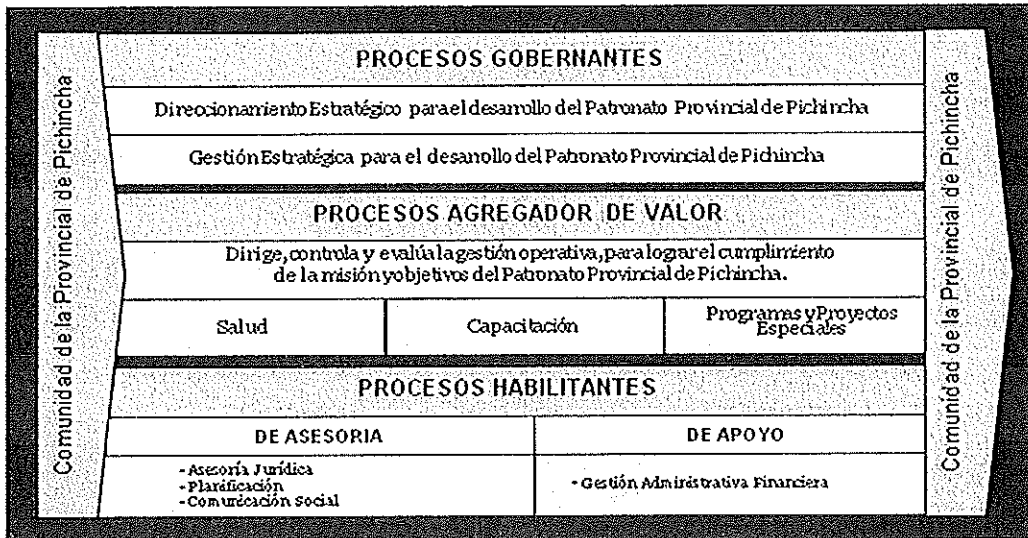 Comunidad de la Provincial de Pichincha
PROCESOS GOBERNANTES
Direccionamiento Estratégico para el desarrollo del Patronato Provincial de Pichincha
Gestión Estratégica para el desarrollo del Patronato Provincial de Pichincha
PROCESOS AGREGADOR DE VALOR
Dirige, controla y evalúa la gestión operativa, para lograr el cumplimiento
de la misión y objetivos del Patronato Provincial de Pichincha.
Salud
Capacitación
Programas y Proyectos
Especiales
PROCESOS HABILITANTES
DE ASESORIA
DE APOYO
- Asesoría Jurídica
- Planificación
- Comunicación Social
- Gestión Administrativa Financiera
Comunidad de la Provincial de Pichincha